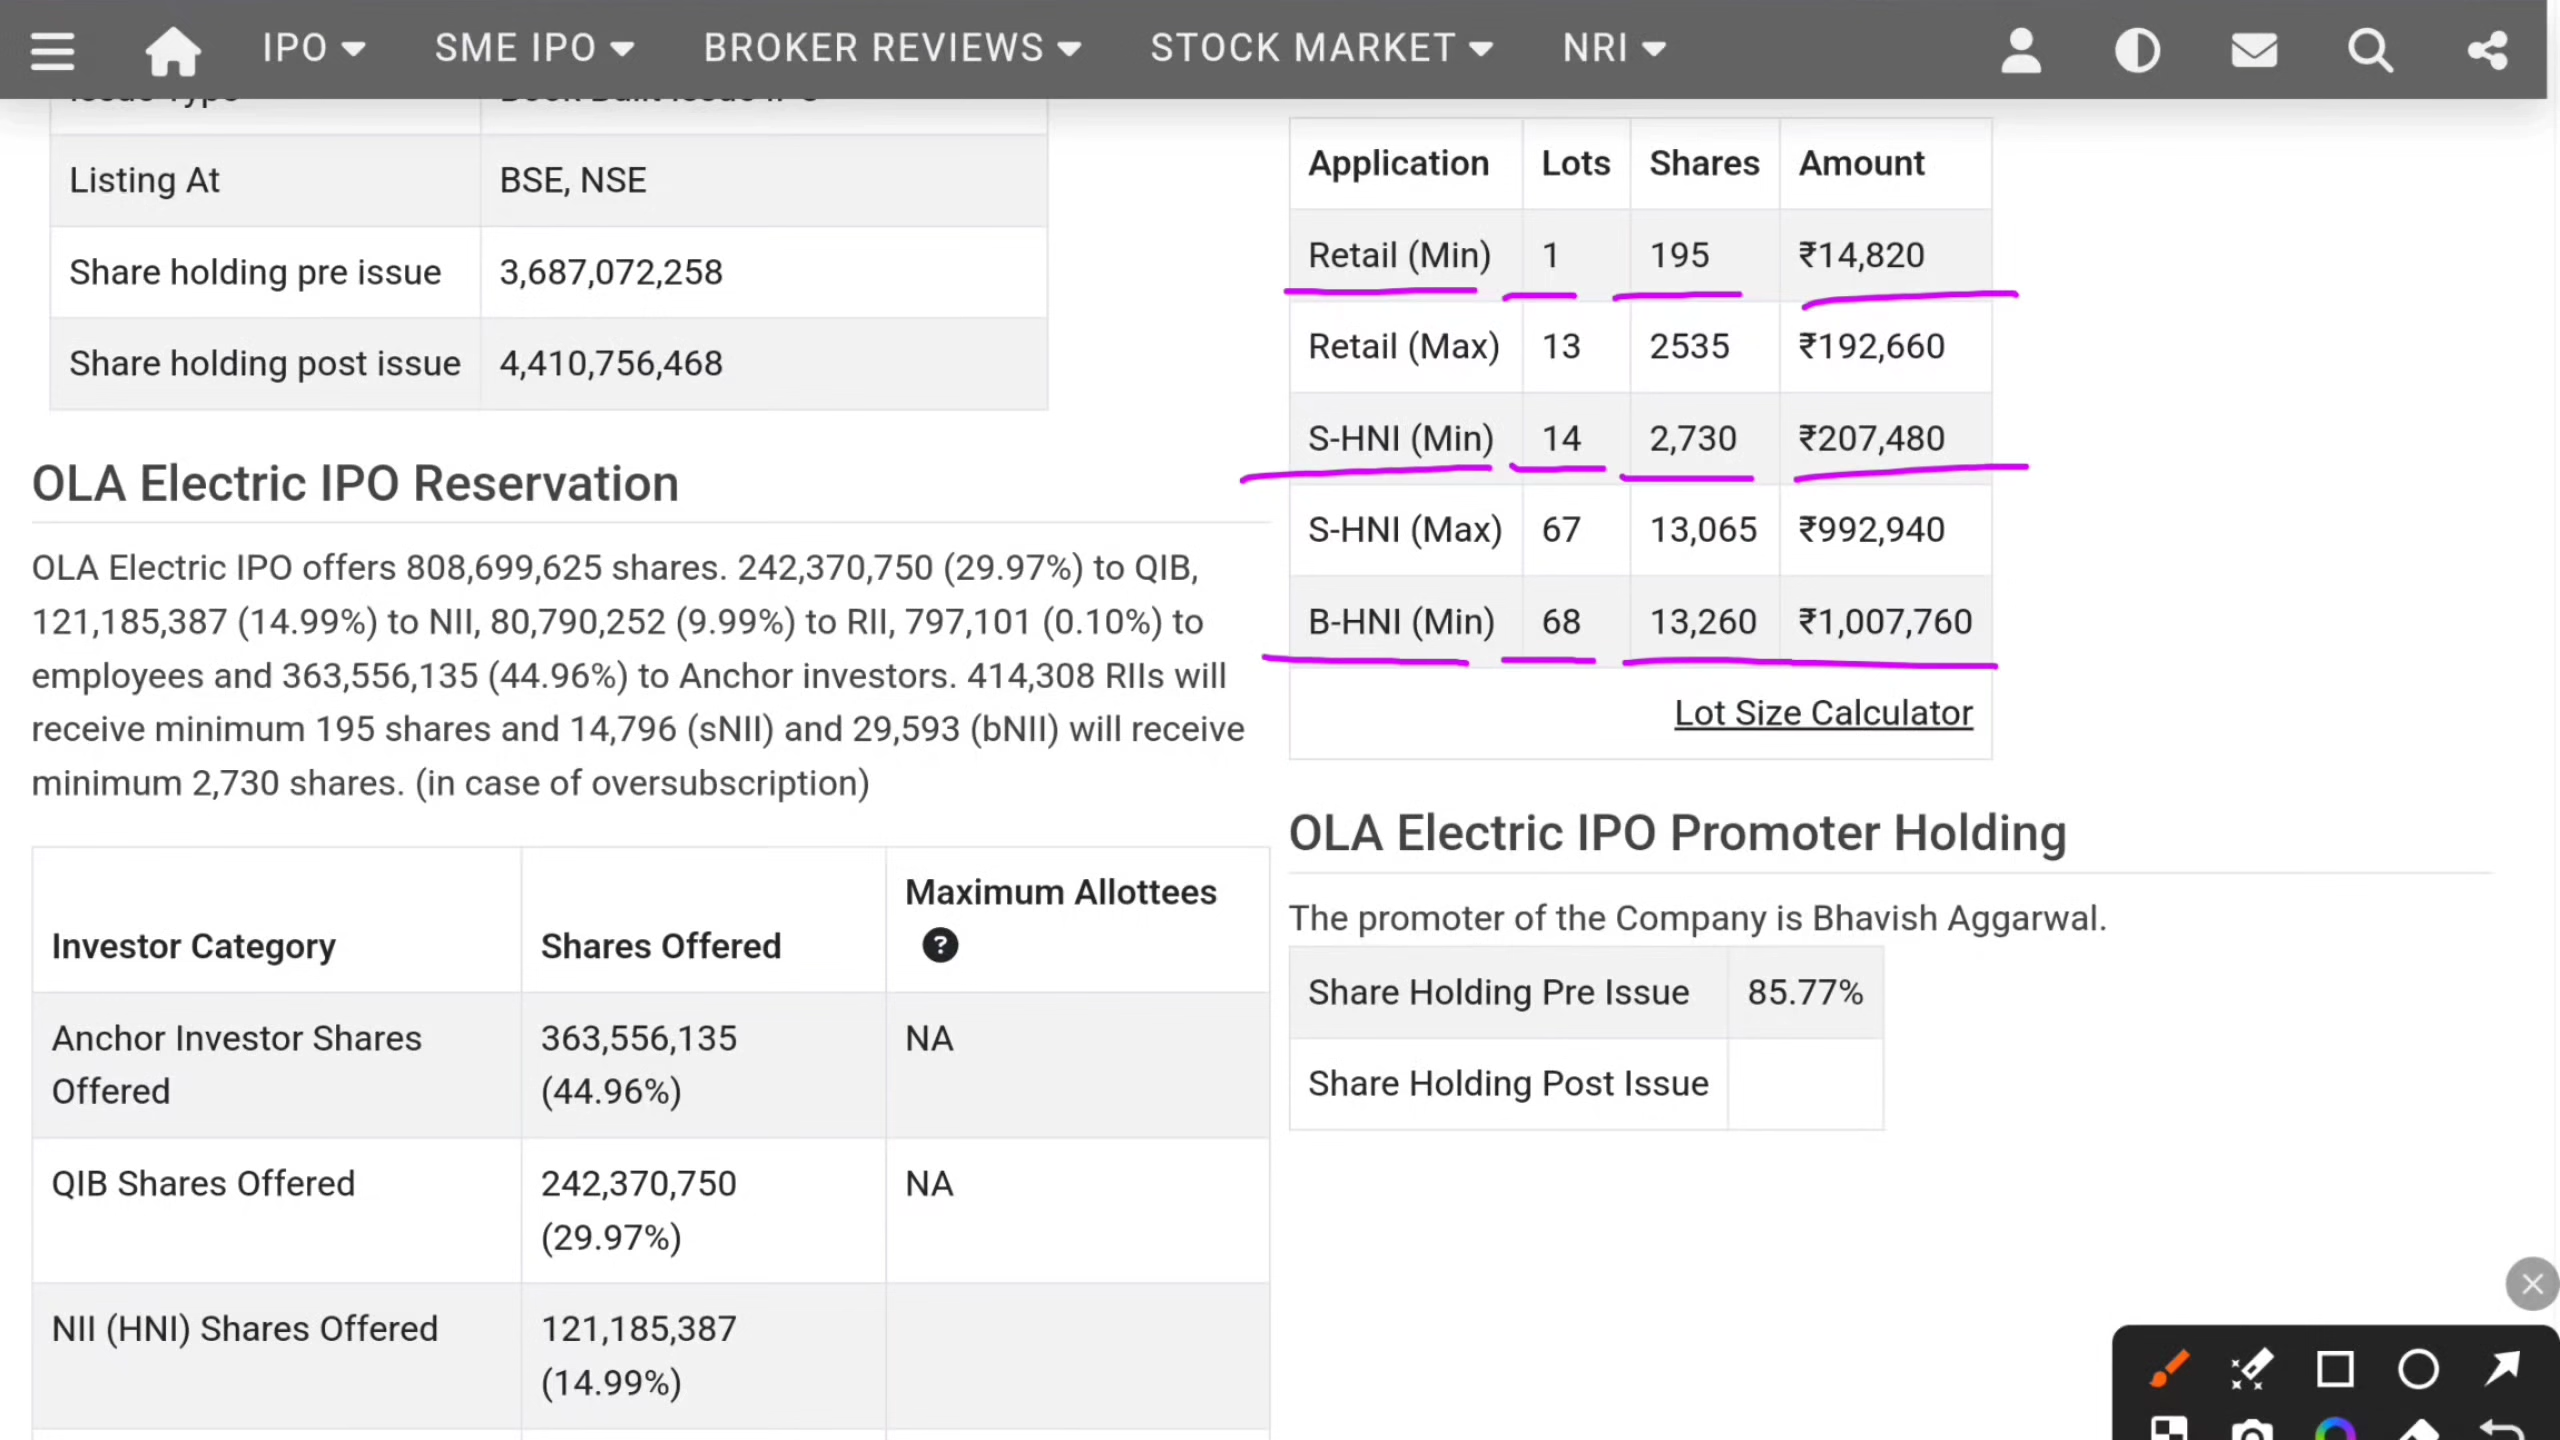 IPO SME IPO BROKER REVIEWS STOCK MARKET NRI
Listing At BSE, NSE
Share holding pre issue 3,687,072,258
Share holding post issue 4,410,756,468
OLA Electric IPO Reservation
OLA Electric IPO offers 808,699,625 shares. 242,370,750 (29.97%) to QIB,
121,185,387 (14.99%) to NII, 80,790,252 (9.99%) to RII, 797,101 (0.10%) to
employees and 363,556,135 (44.96%) to Anchor investors. 414,308 RIIs will
receive minimum 195 shares and 14,796 (sNII) and 29,593 (bNII) will receive
minimum 2,730 shares. (in case of oversubscription)
Investor Category Shares Offered Maximum Allottees ?
Anchor Investor Shares Offered 363,556,135 (44.96%) NA
QIB Shares Offered 242,370,750 (29.97%) NA
NII (HNI) Shares Offered 121,185,387 (14.99%)
Application Lots Shares Amount
Retail (Min) 1 195 ₹14,820
Retail (Max) 13 2535 ₹192,660
S-HNI (Min) 14 2,730 ₹207,480
S-HNI (Max) 67 13,065 ₹992,940
B-HNI (Min) 68 13,260 ₹1,007,760
Lot Size Calculator
OLA Electric IPO Promoter Holding
The promoter of the Company is Bhavish Aggarwal.
Share Holding Pre Issue 85.77%
Share Holding Post Issue